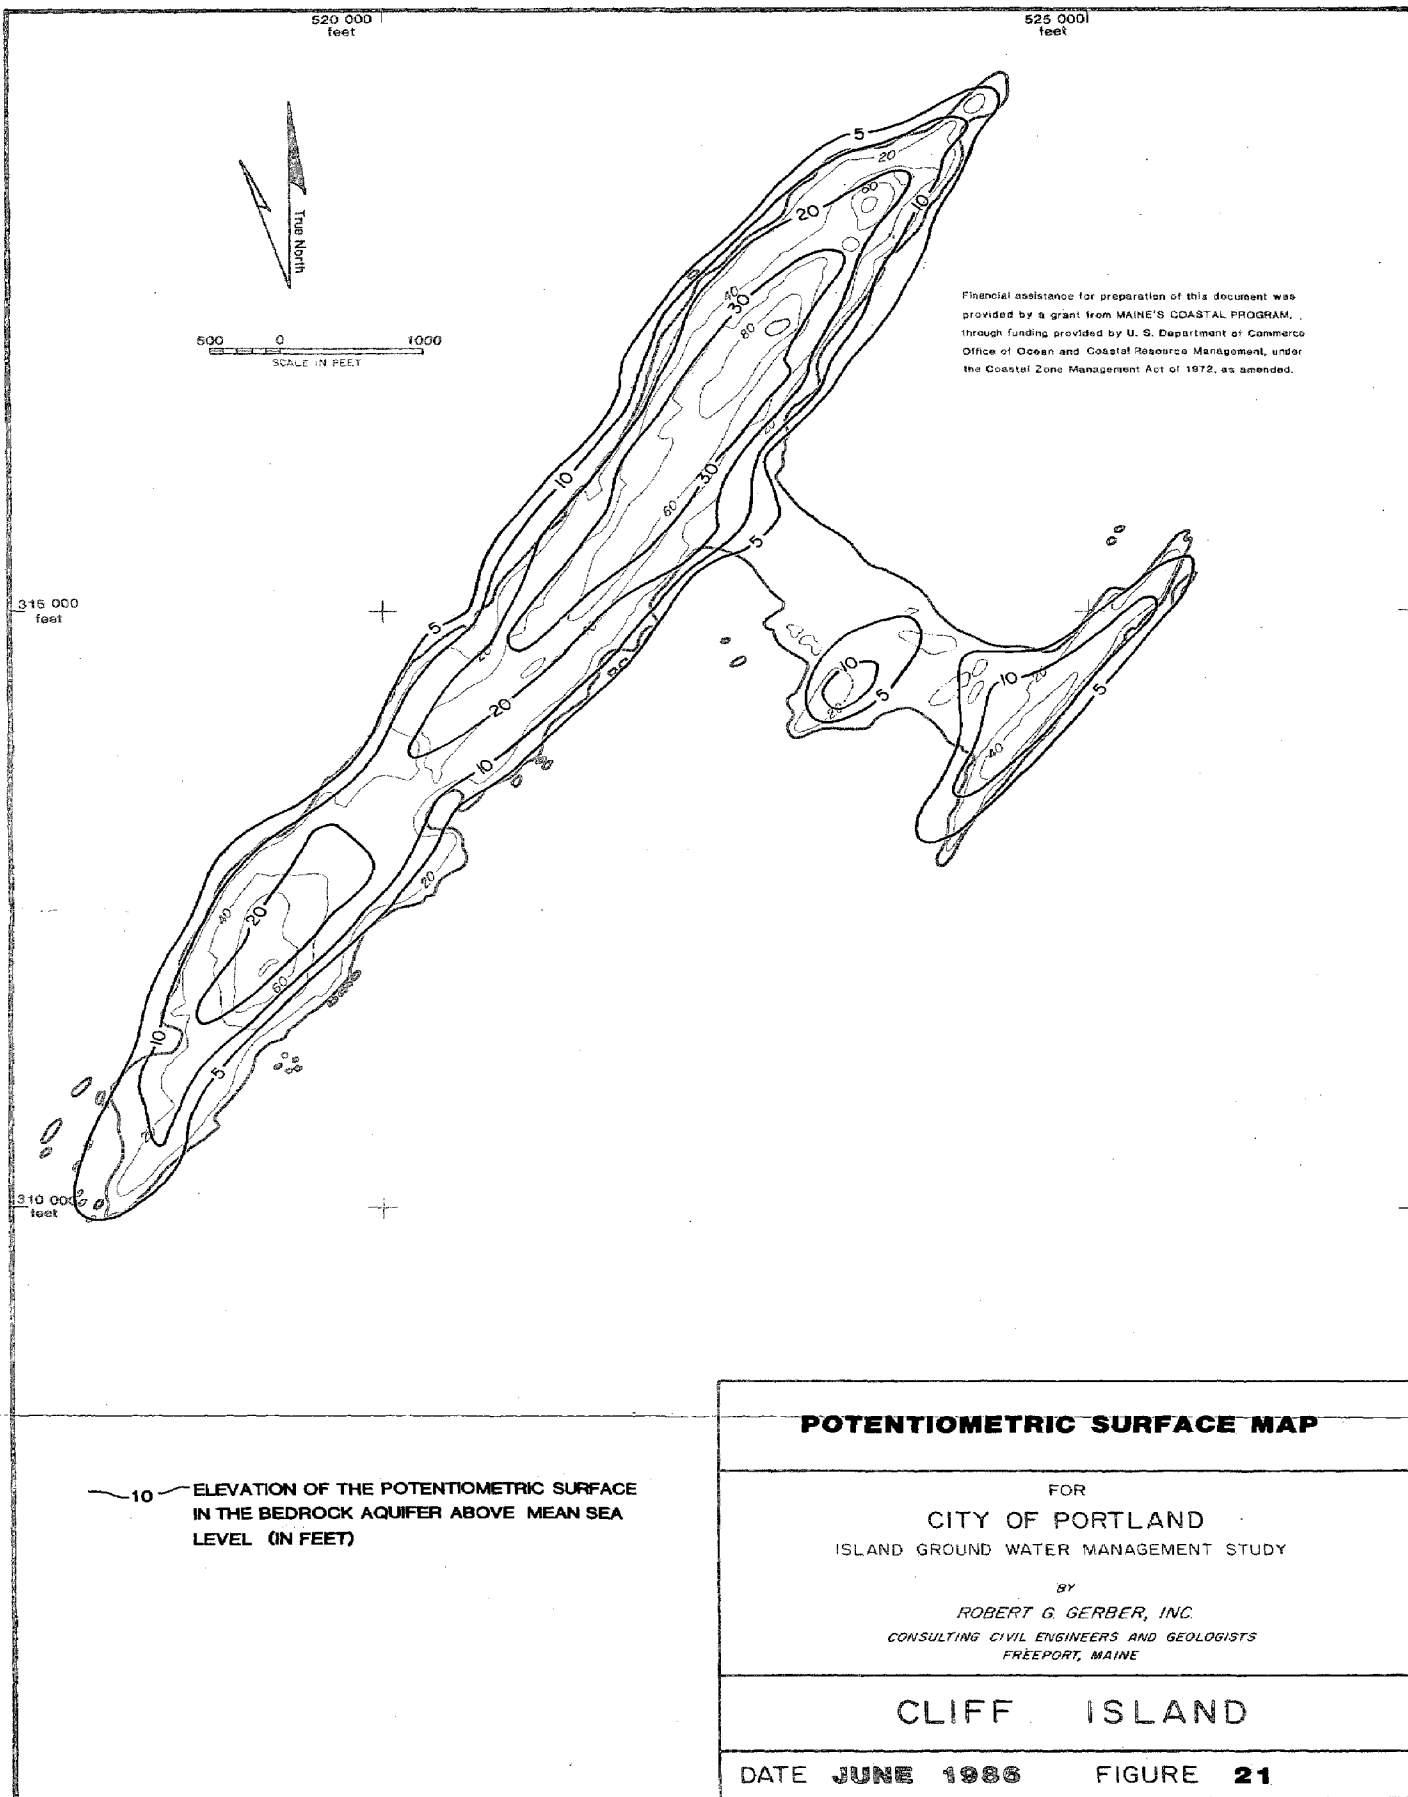 520 000
feet
525 000
feet
True North
500 0 1000
SCALE IN FEET
Financial assistance for preparation of this document was
provided by a grant from MAINE'S COASTAL PROGRAM,
through funding provided by U. S. Department of Commerce
Office of Ocean and Coastal Resource Management, under
the Coastal Zone Management Act of 1972, as amended.
5
20
60
10
20
40
30
80
20
10
30
60
5
315 000
feet
5
20
10
20
5
10
20
5
20
40
10
20
40
20
60
10
5
20
310 000
feet
POTENTIOMETRIC SURFACE MAP
10 ELEVATION OF THE POTENTIOMETRIC SURFACE
IN THE BEDROCK AQUIFER ABOVE MEAN SEA
LEVEL (IN FEET)
FOR
CITY OF PORTLAND
ISLAND GROUND WATER MANAGEMENT STUDY
BY
ROBERT G. GERBER, INC.
CONSULTING CIVIL ENGINEERS AND GEOLOGISTS
FREEPORT, MAINE
CLIFF ISLAND
DATE JUNE 1986 FIGURE 21